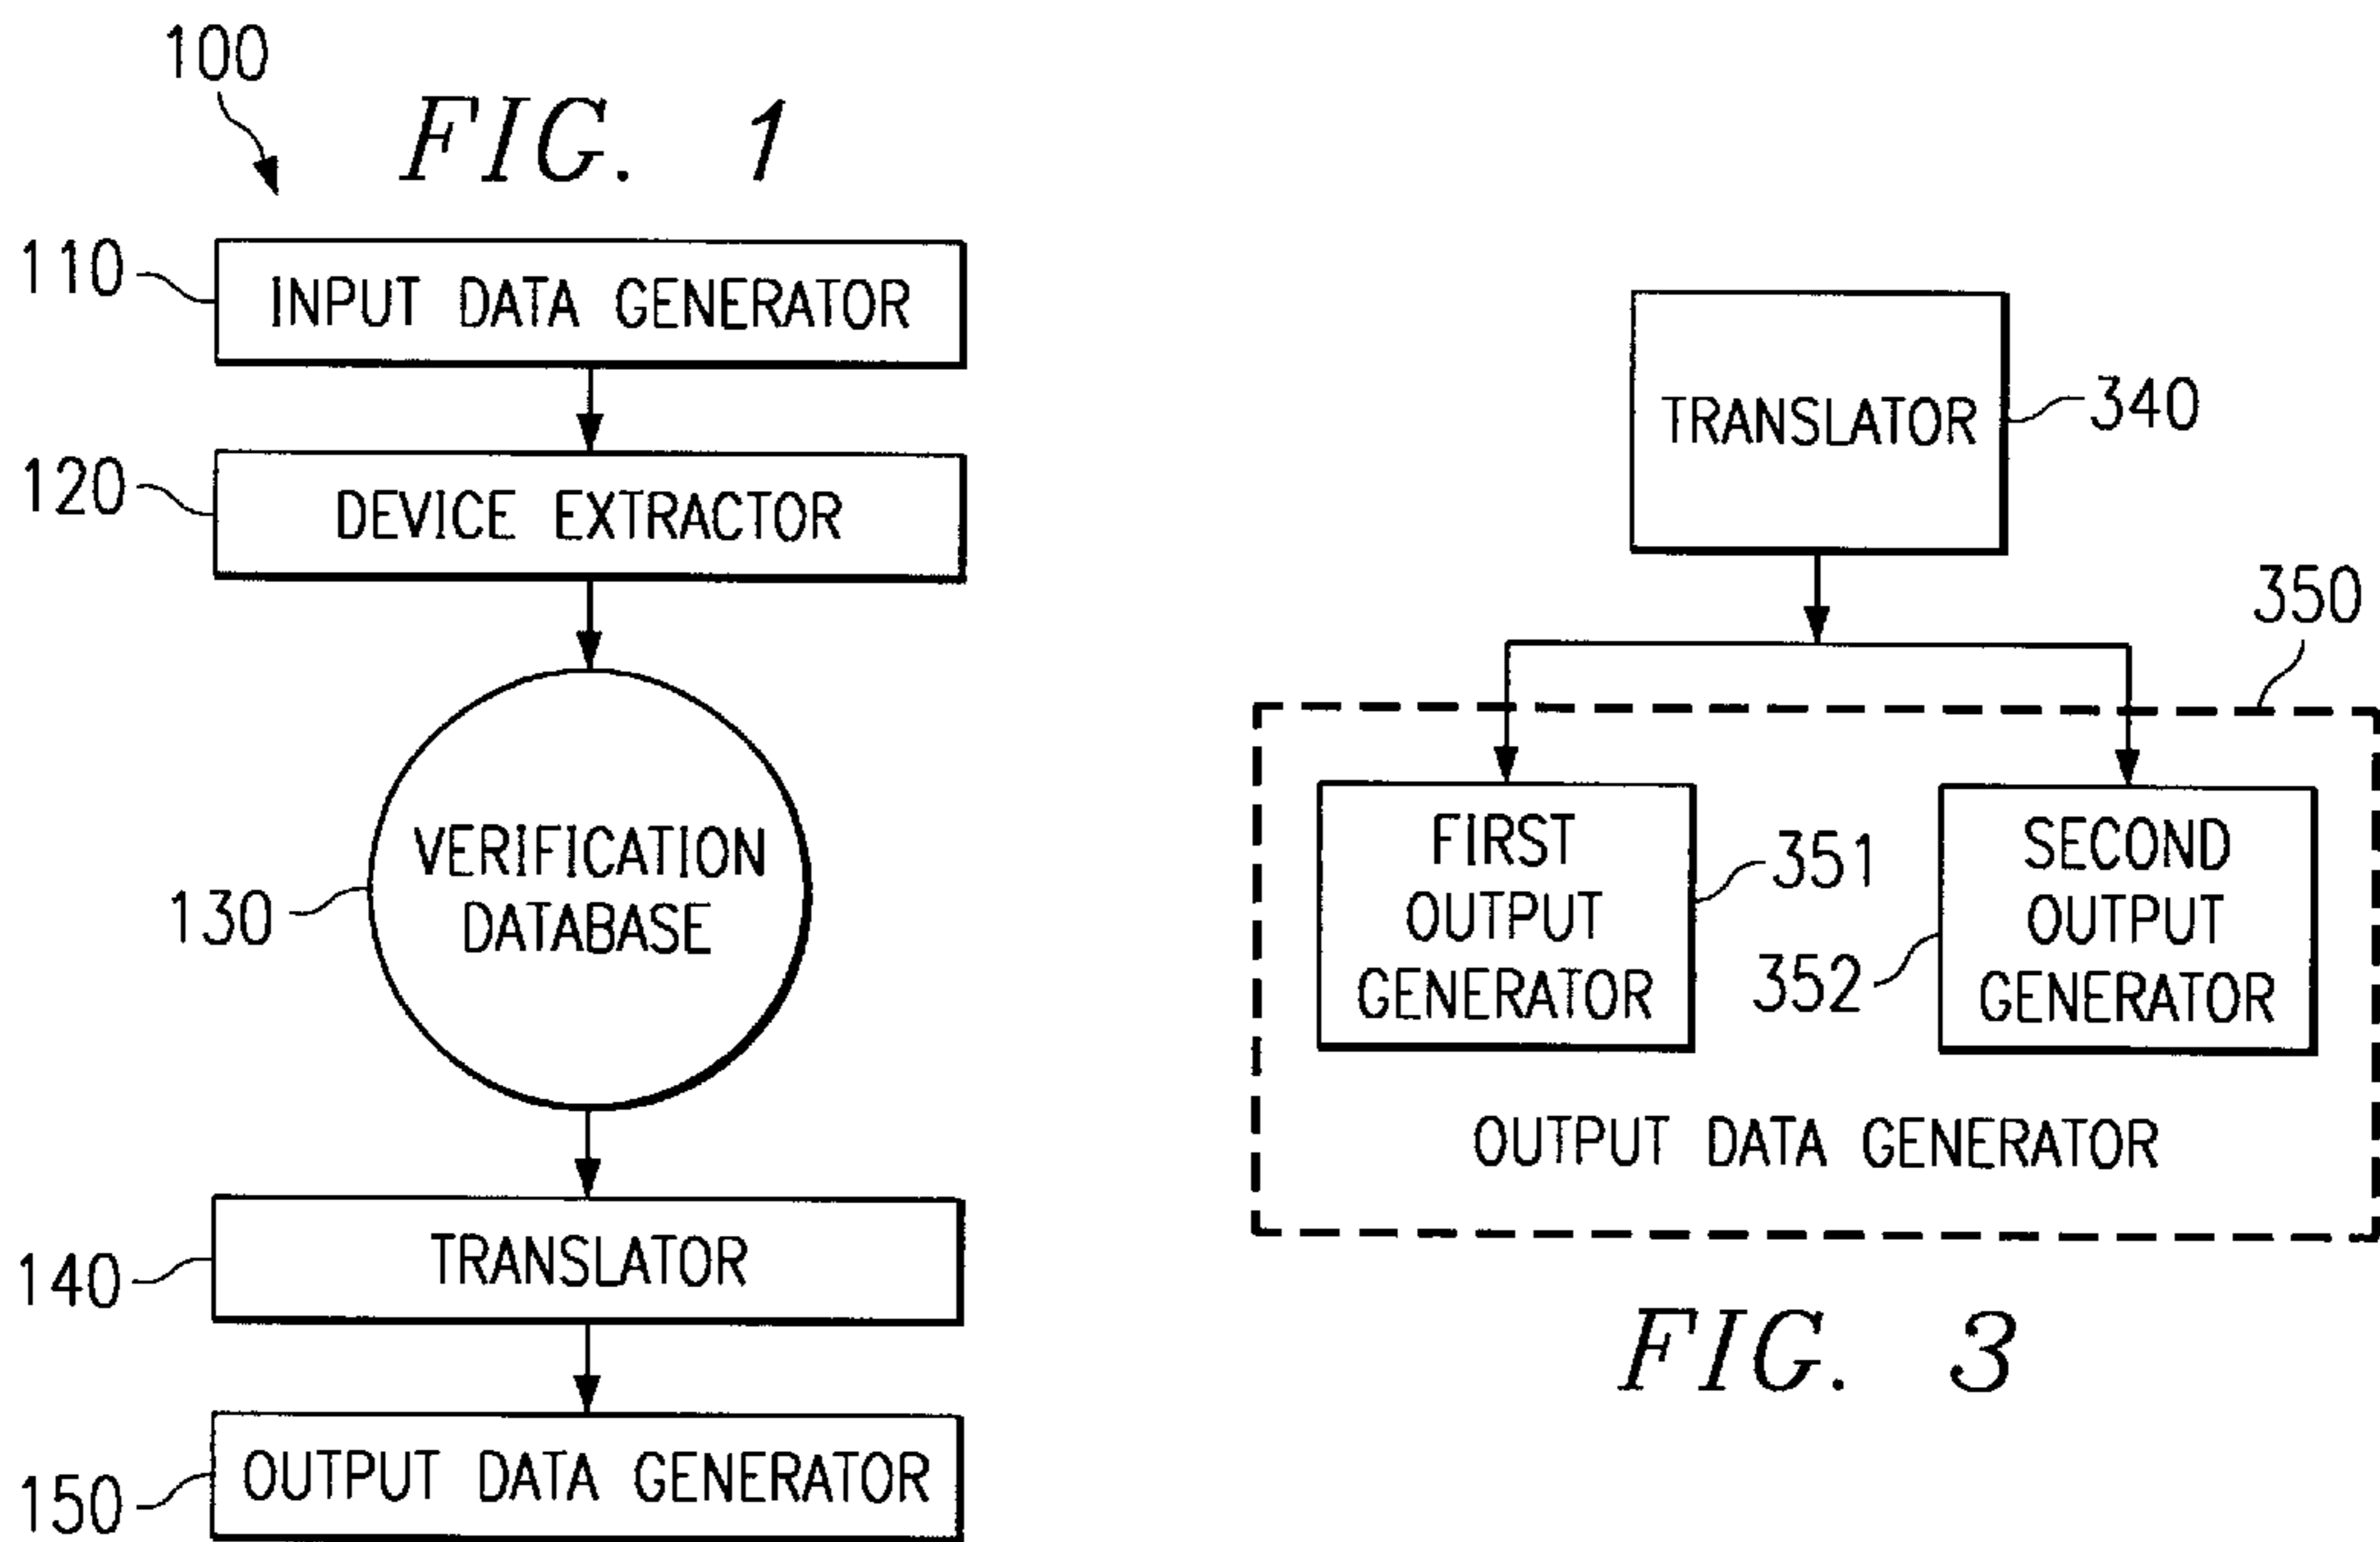 100
FIG. 1
110
INPUT DATA GENERATOR
120
DEVICE EXTRACTOR
130
VERIFICATION
DATABASE
140
TRANSLATOR
150
OUTPUT DATA GENERATOR
TRANSLATOR
340
350
FIRST
OUTPUT
GENERATOR
351
352
SECOND
OUTPUT
GENERATOR
OUTPUT DATA GENERATOR
FIG. 3